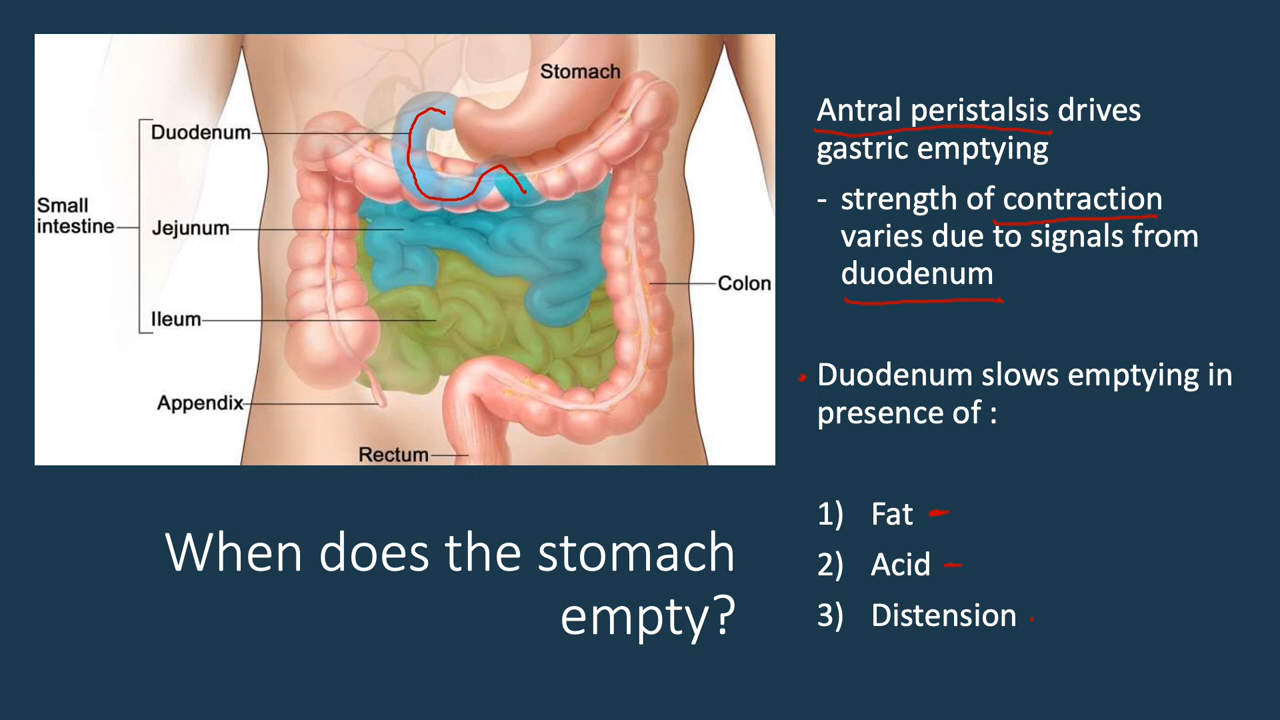 Stomach
Duodenum
Small
intestine
Jejunum
Ileum
Colon
Appendix
Rectum
When does the stomach
empty?
Antral peristalsis drives
gastric emptying
- strength of contraction
varies due to signals from
duodenum
Duodenum slows emptying in
presence of :
1) Fat
2) Acid
3) Distension